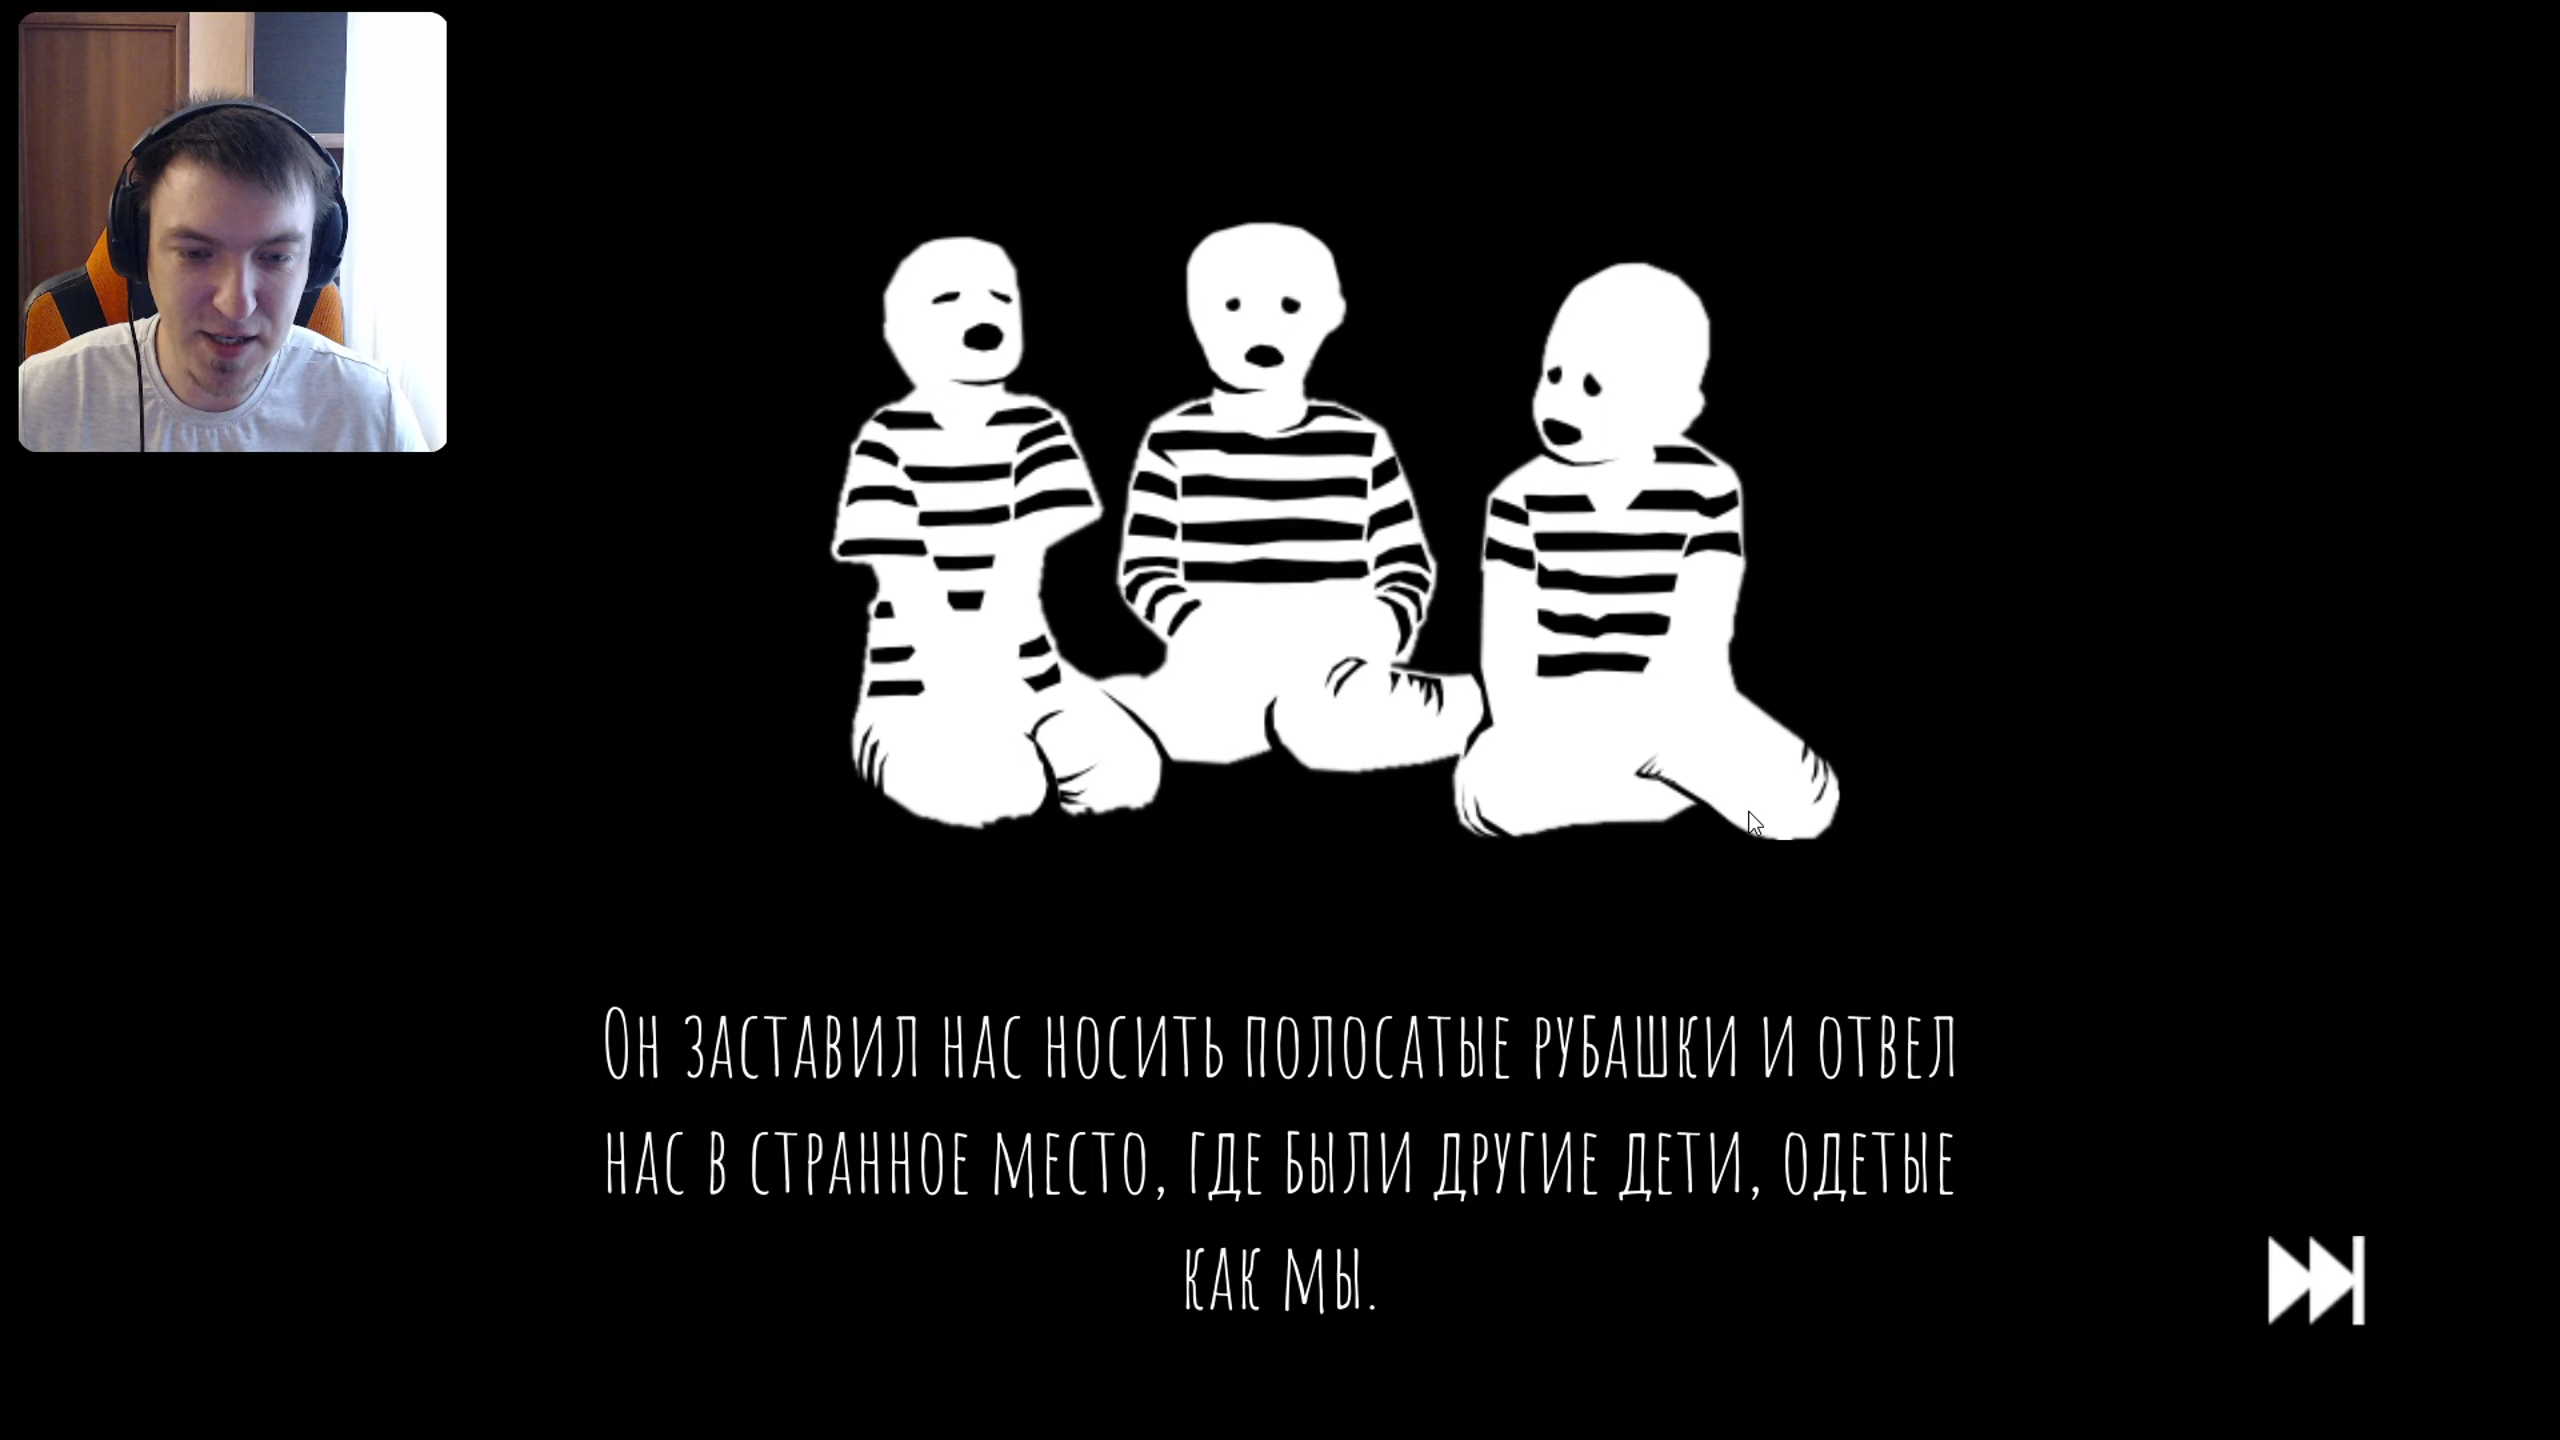 Он заставил нас носить полосатые рубашки и отвел
нас в странное место, где были другие дети, одетые
как мы.